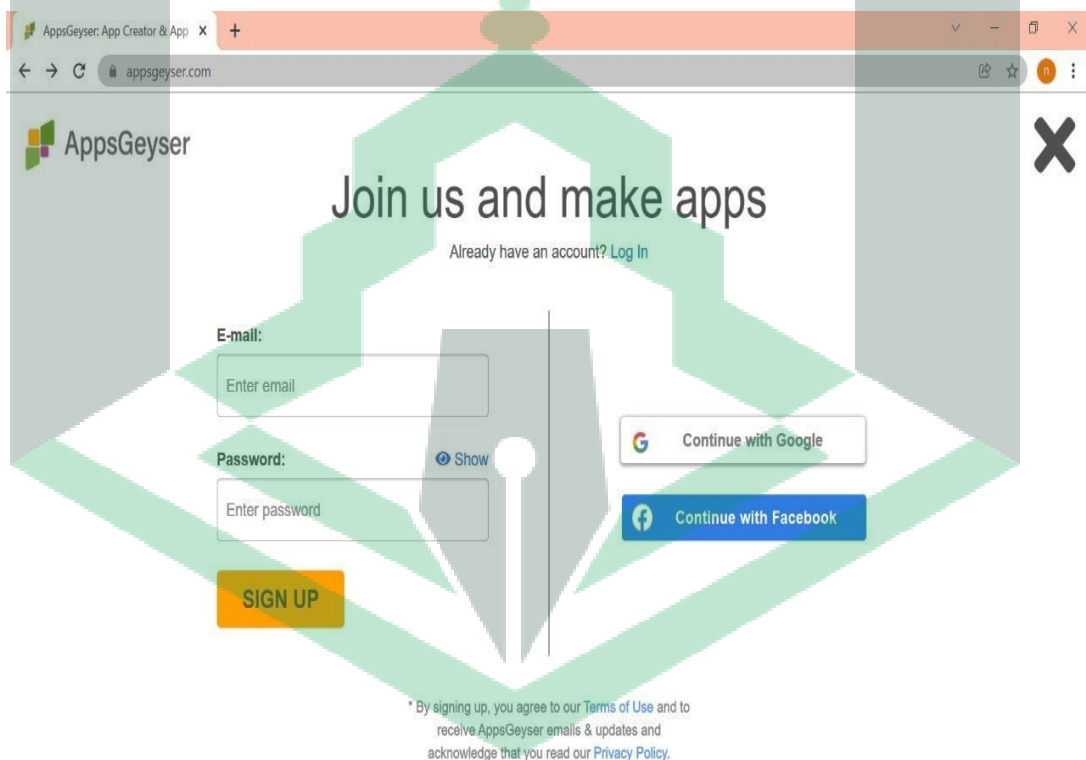 AppsGeyser: App Creator & App
appsgeyser.com
n
AppsGeyser
Join us and make apps
Already have an account? Log In
E-mail:
Enter email
Password:
Show
Enter password
SIGN UP
Continue with Google
Continue with Facebook
* By signing up, you agree to our Terms of Use and to
receive AppsGeyser emails & updates and
acknowledge that you read our Privacy Policy.